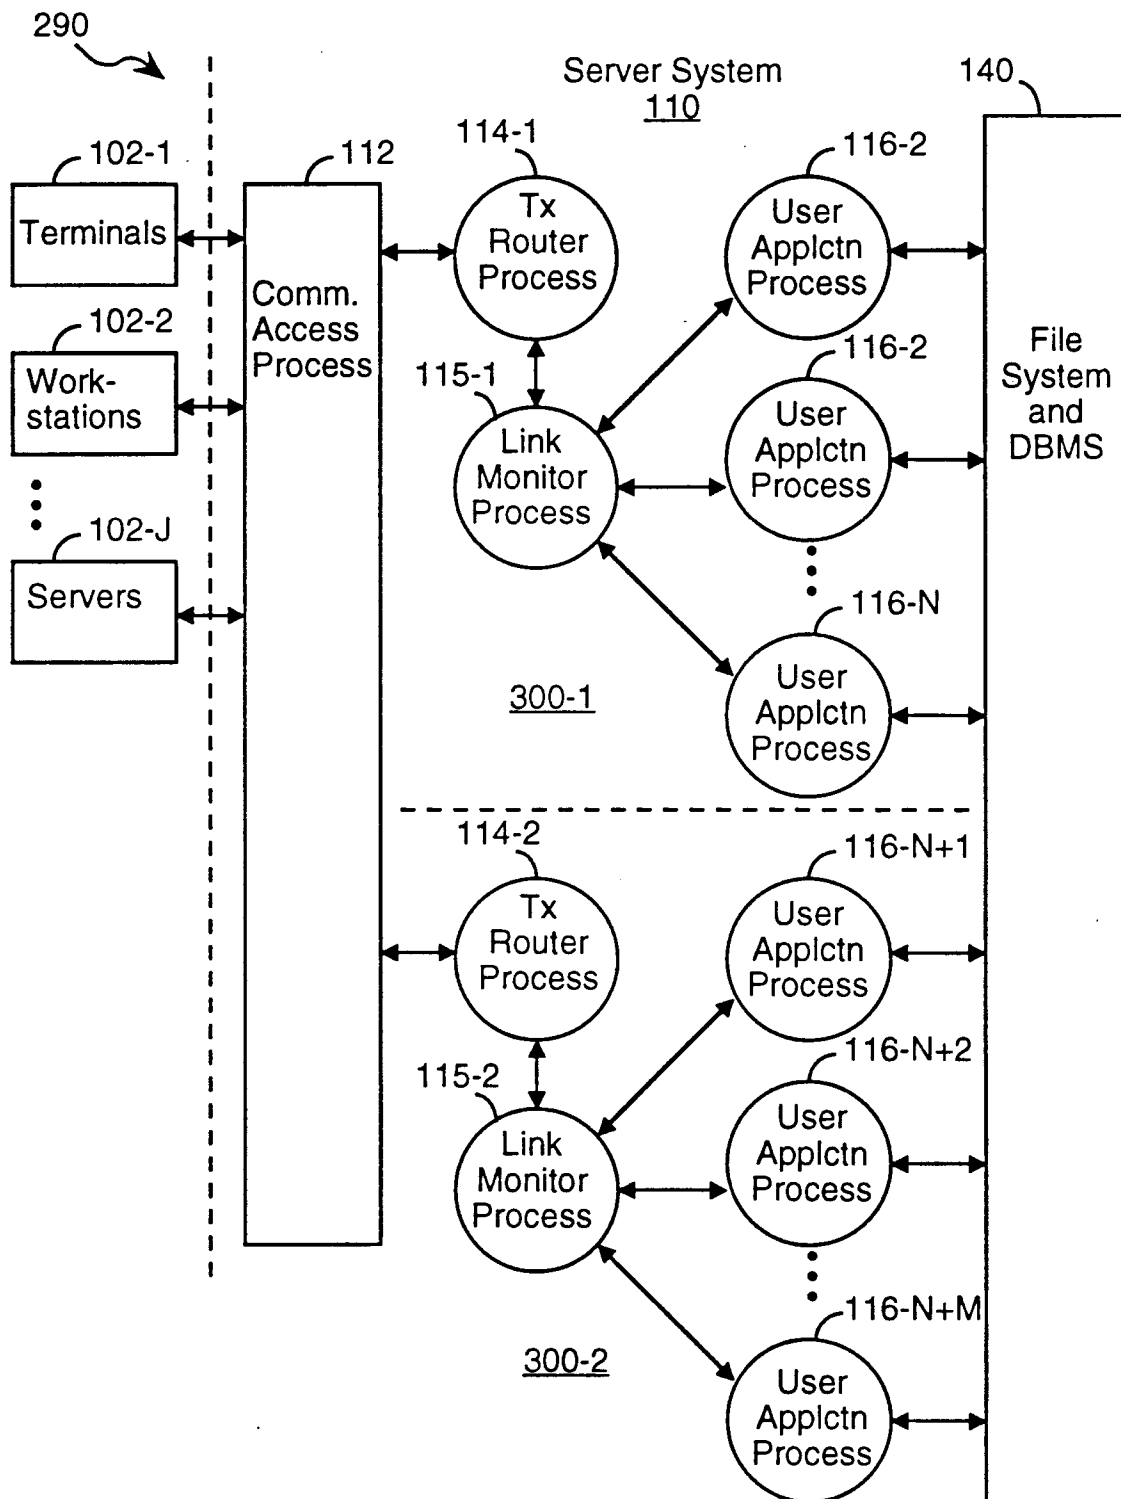 290
Server System
110
140
102-1
Terminals
102-2
Work-
stations
102-J
Servers
112
Comm.
Access
Process
114-1
Tx
Router
Process
115-1
Link
Monitor
Process
116-2
User
Applctn
Process
116-2
User
Applctn
Process
116-N
User
Applctn
Process
300-1
File
System
and
DBMS
114-2
Tx
Router
Process
115-2
Link
Monitor
Process
116-N+1
User
Applctn
Process
116-N+2
User
Applctn
Process
116-N+M
User
Applctn
Process
300-2